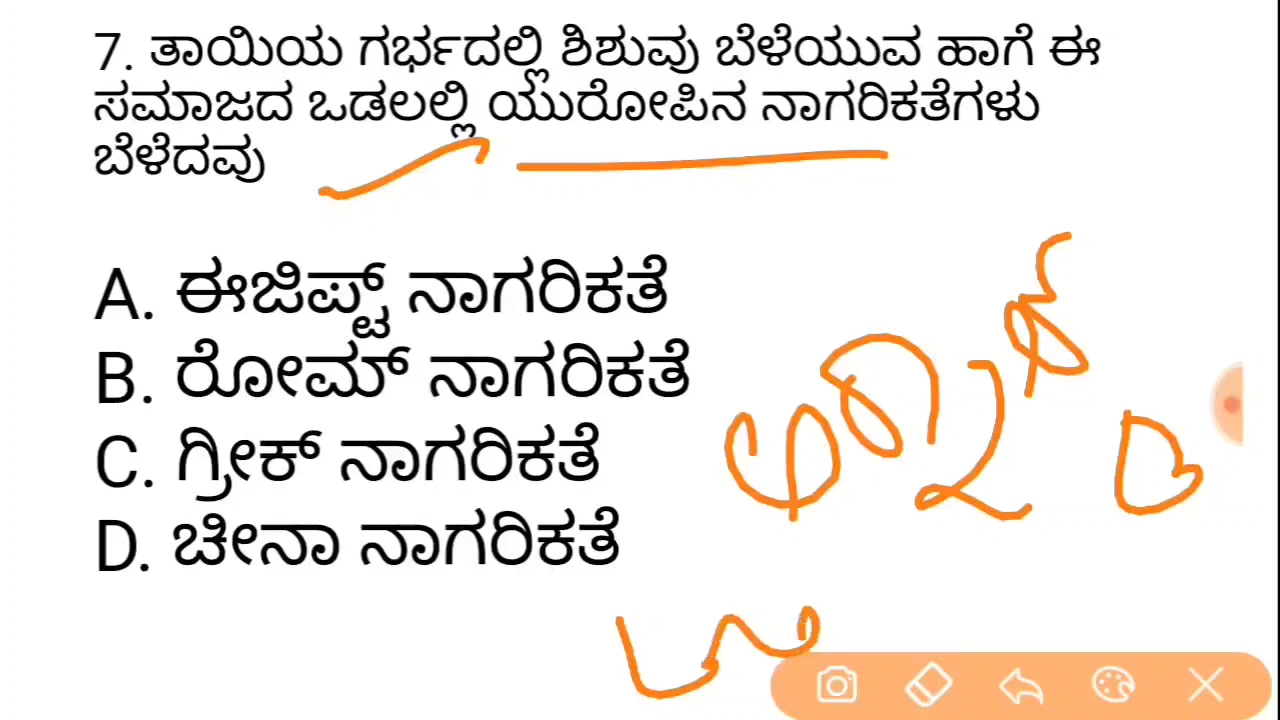 7. ತಾಯಿಯ ಗರ್ಭದಲ್ಲಿ ಶಿಶುವು ಬೆಳೆಯುವ ಹಾಗೆ ಈ
ಸಮಾಜದ ಒಡಲಲ್ಲಿ ಯುರೋಪಿನ ನಾಗರಿಕತೆಗಳು
ಬೆಳೆದವು
A. ಈಜಿಪ್ಟ್ ನಾಗರಿಕತೆ
B. ರೋಮ್ ನಾಗರಿಕತೆ
C. ಗ್ರೀಕ್ ನಾಗರಿಕತೆ
D. ಚೀನಾ ನಾಗರಿಕತೆ